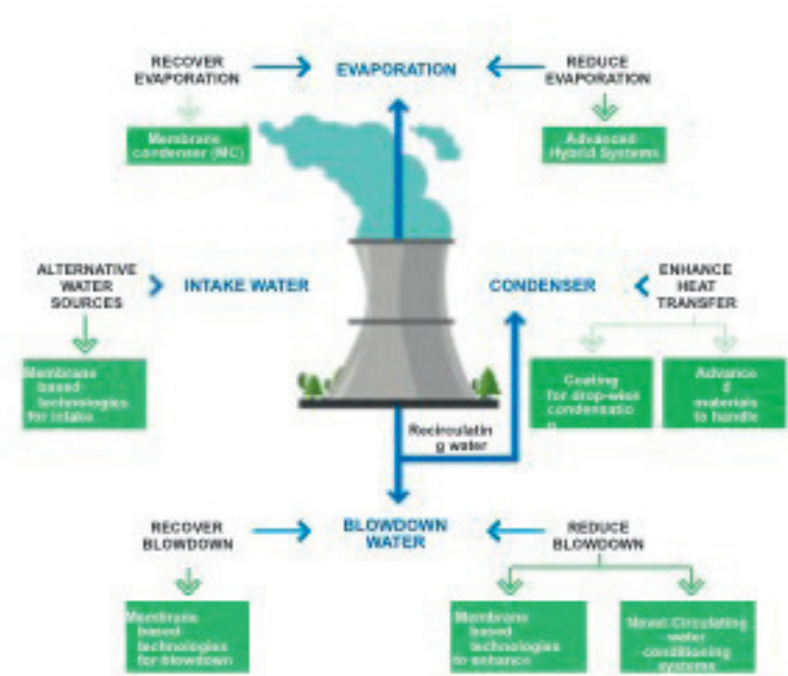 RECOVER
EVAPORATION
EVAPORATION
REDUCE
EVAPORATION
Membrane
condenser (MC)
Advanced
Hybrid Systems
ALTERNATIVE
WATER
SOURCES
INTAKE WATER
CONDENSER
ENHANCE
HEAT
TRANSFER
Membrane
based
technologies
for intake
Coating
for drop-wise
condensatio
n
Advance
d
materials
to handle
Recirculatin
g water
RECOVER
BLOWDOWN
BLOWDOWN
WATER
REDUCE
BLOWDOWN
Membrane
based
technologies
for blowdown
Membrane
based
technologies
to enhance
Novel Circulating
water
conditioning
systems